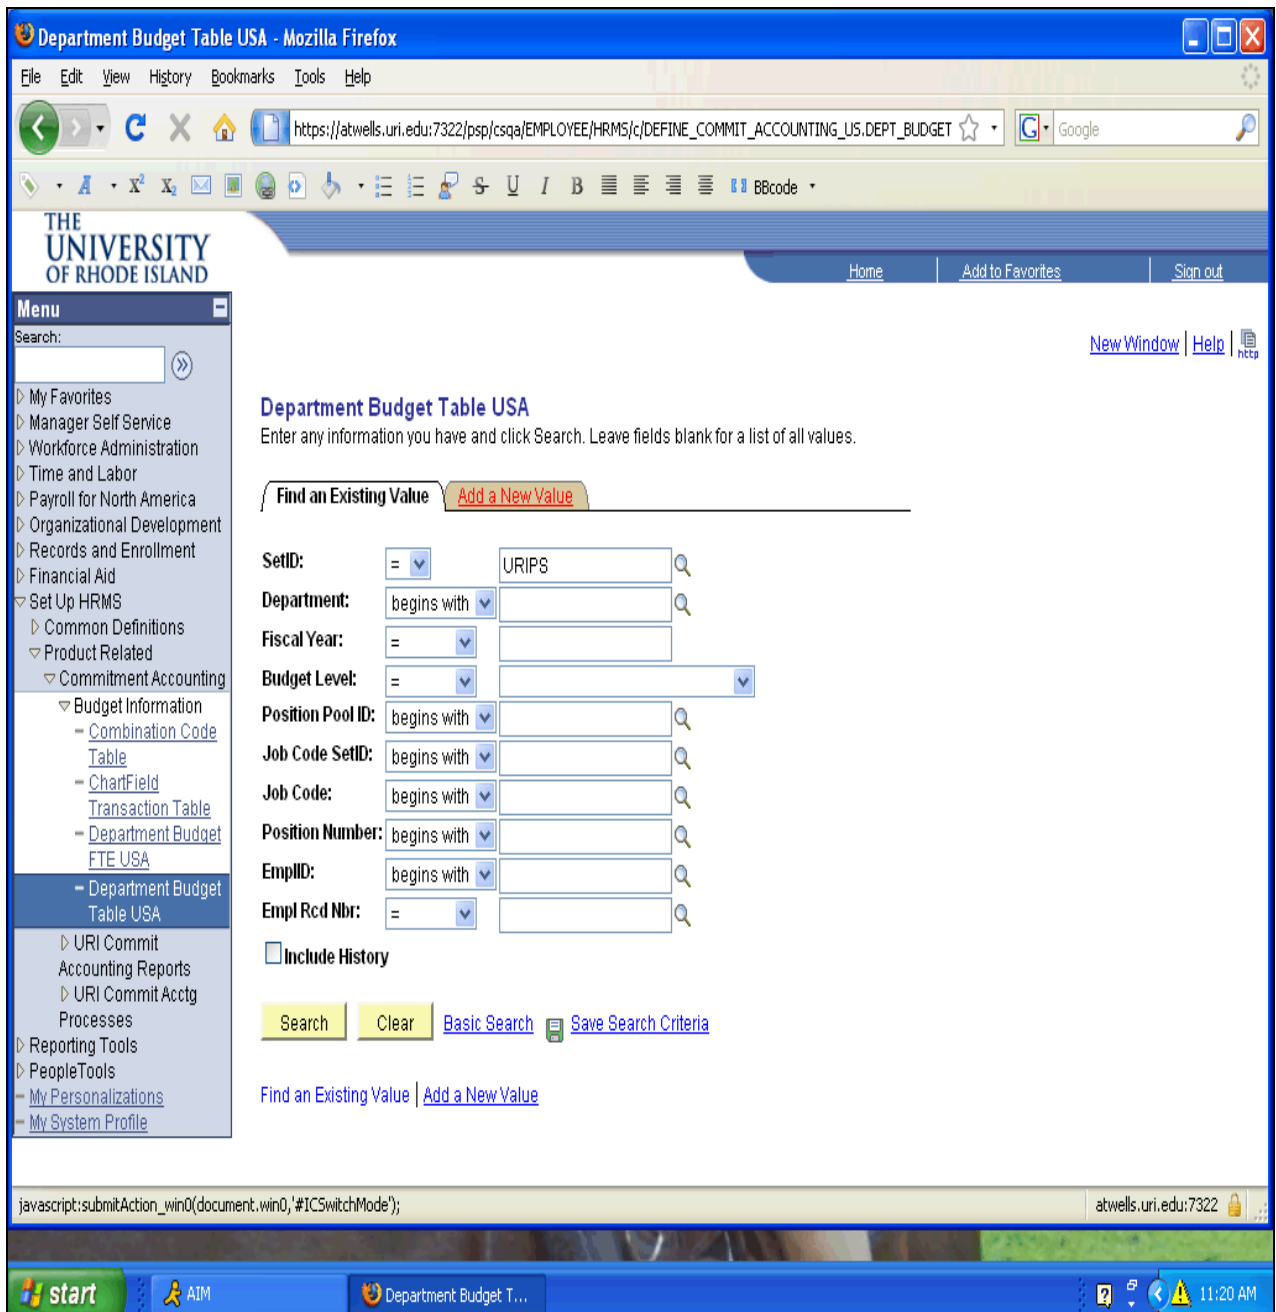 Department Budget Table USA - Mozilla Firefox
File Edit View History Bookmarks Tools Help
https://atwells.uri.edu:7322/psp/csqa/EMPLOYEE/HRMS/c/DEFINE_COMMIT_ACCOUNTING_US.DEPT_BUDGET
G Google
A X² X₂ S U I B BBcode
THE
UNIVERSITY
OF RHODE ISLAND
Home Add to Favorites Sign out
Menu
Search:
New Window | Help | http
My Favorites
Manager Self Service
Workforce Administration
Time and Labor
Payroll for North America
Organizational Development
Records and Enrollment
Financial Aid
Set Up HRMS
Common Definitions
Product Related
Commitment Accounting
Budget Information
Combination Code
Table
ChartField
Transaction Table
Department Budget
FTE USA
Department Budget
Table USA
URI Commit
Accounting Reports
URI Commit Acctg
Processes
Reporting Tools
PeopleTools
My Personalizations
My System Profile
Department Budget Table USA
Enter any information you have and click Search. Leave fields blank for a list of all values.
Find an Existing Value Add a New Value
SetID: = URIPS
Department: begins with
Fiscal Year: =
Budget Level: =
Position Pool ID: begins with
Job Code SetID: begins with
Job Code: begins with
Position Number: begins with
EmplID: begins with
Empl Rcd Nbr: =
Include History
Search Clear Basic Search Save Search Criteria
Find an Existing Value | Add a New Value
javascript:submitAction_win0(document.win0,'#ICSwitchMode');
atwells.uri.edu:7322
start AIM Department Budget T... 11:20 AM